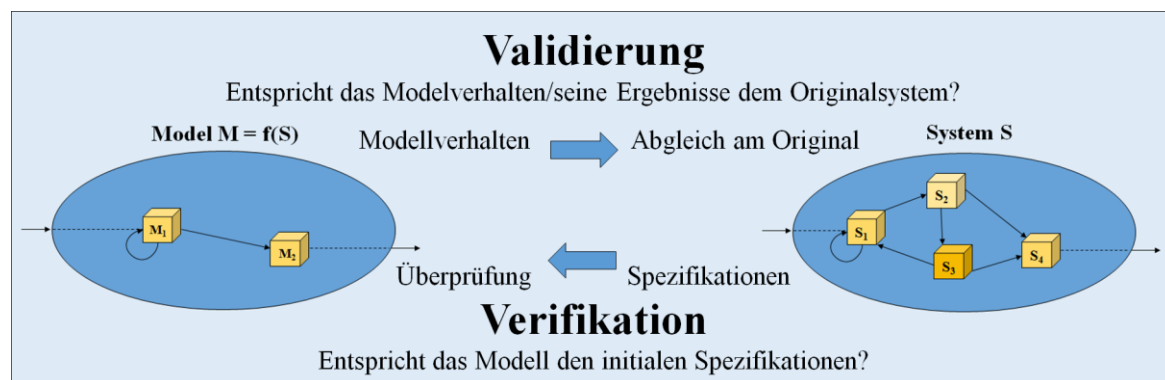 Validierung
Entspricht das Modelverhalten/seine Ergebnisse dem Originalsystem?
Model M = f(S)
Modellverhalten
Abgleich am Original
System S
M₁
M₂
S₁
S₂
S₃
S₄
Überprüfung
Spezifikationen
Verifikation
Entspricht das Modell den initialen Spezifikationen?